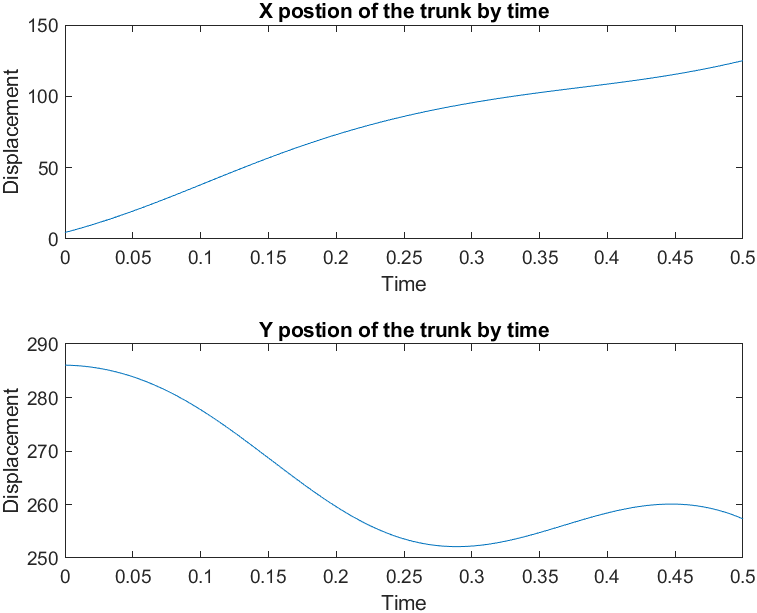 X postion of the trunk by time
150
100
50
0
Displacement
0 0.05 0.1 0.15 0.2 0.25 0.3 0.35 0.4 0.45 0.5
Time
Y postion of the trunk by time
290
280
270
260
250
Displacement
0 0.05 0.1 0.15 0.2 0.25 0.3 0.35 0.4 0.45 0.5
Time